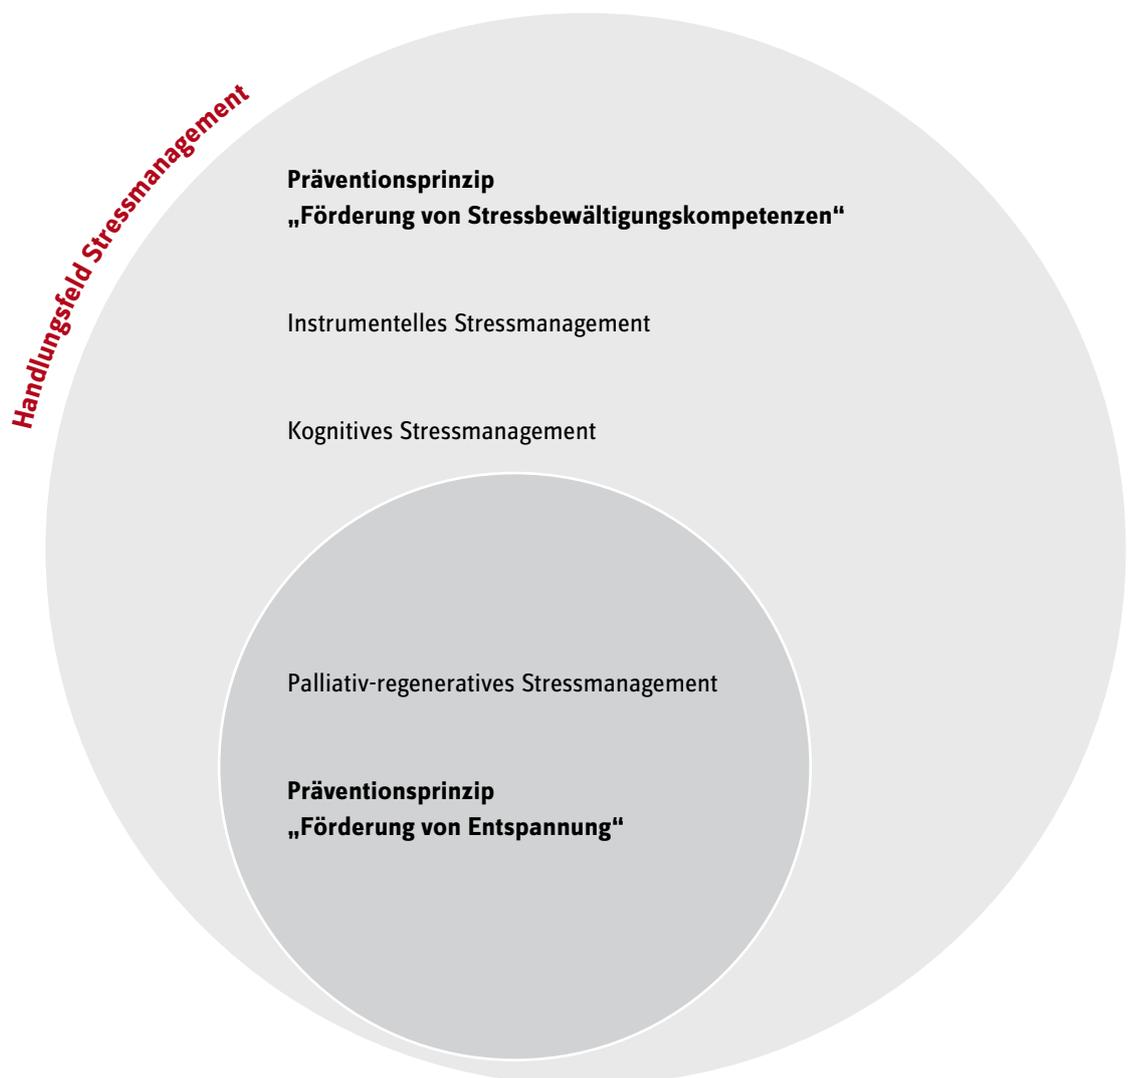 Handlungsfeld Stressmanagement
Präventionsprinzip
„Förderung von Stressbewältigungskompetenzen“
Instrumentelles Stressmanagement
Kognitives Stressmanagement
Palliativ-regeneratives Stressmanagement
Präventionsprinzip
„Förderung von Entspannung“